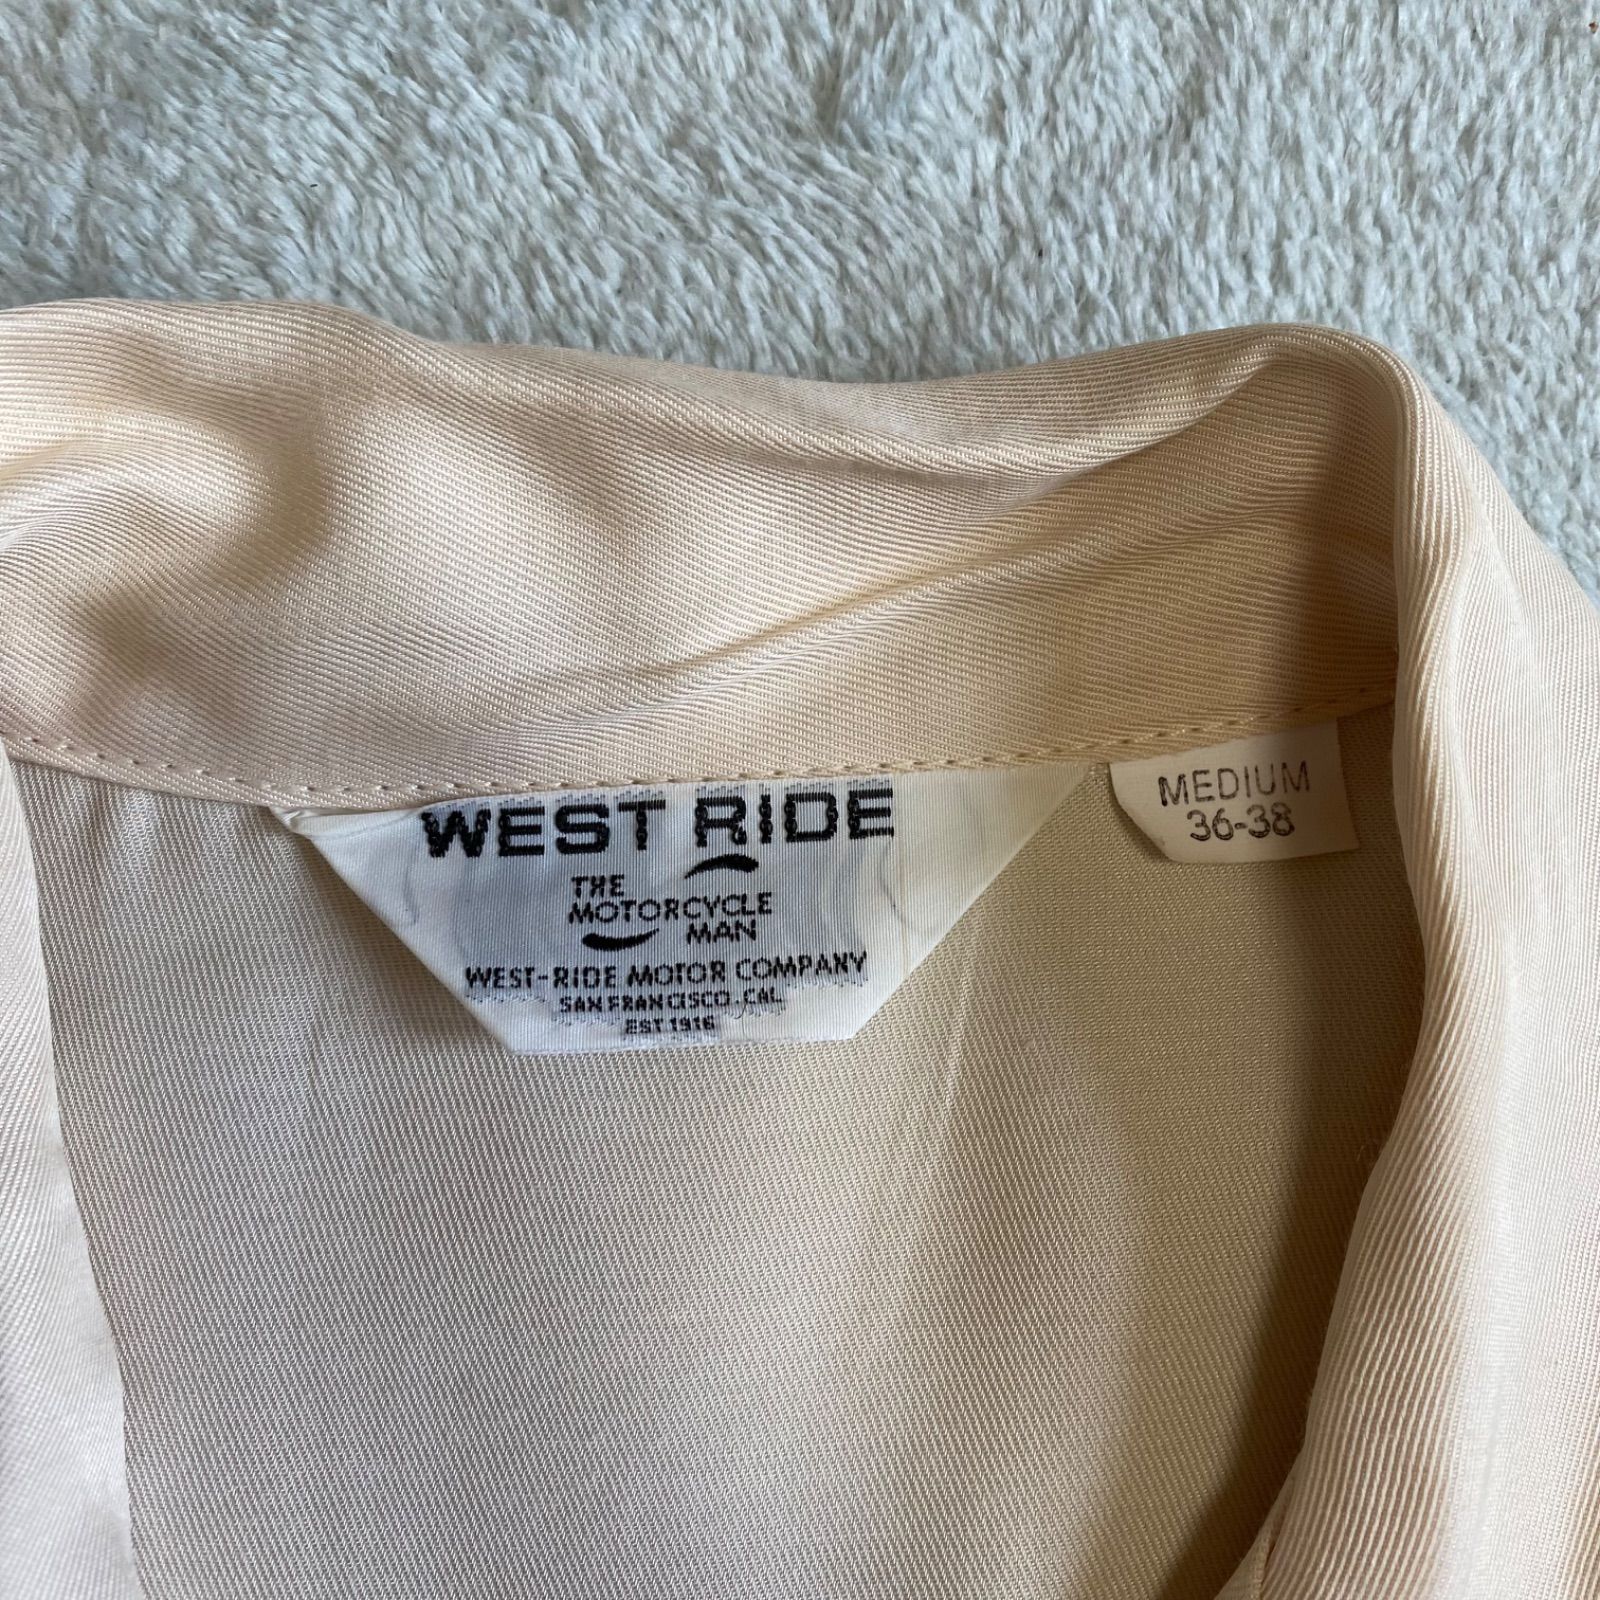 WEST RIDE
THE
MOTORCYCLE
MAN
WEST-RIDE MOTOR COMPANY
SAN FRANCISCO.CAL
EST.1916
MEDIUM
36-38